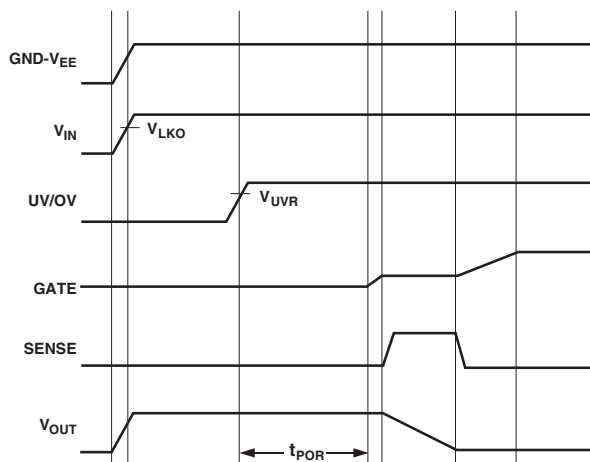 GND-VEE
VIN
VLKO
UV/OV
VUVR
GATE
SENSE
VOUT
tPOR